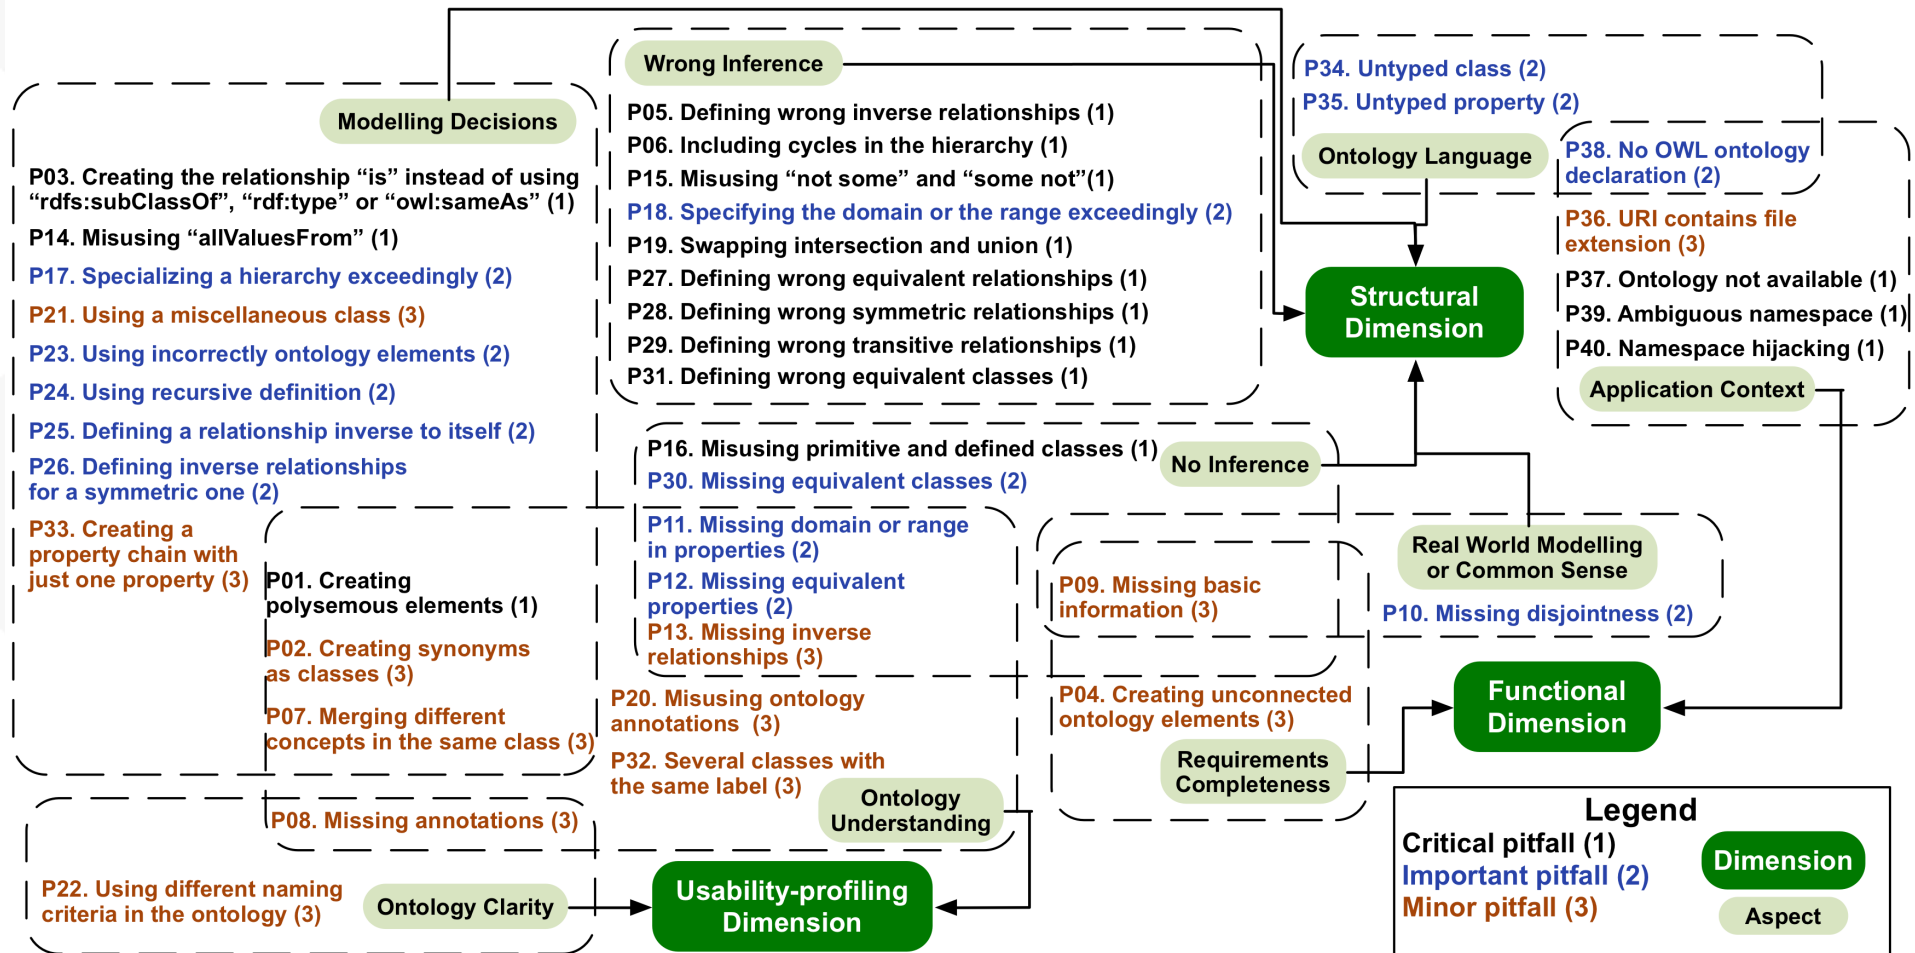 Modelling Decisions
P03. Creating the relationship “is” instead of using
“rdfs:subClassOf”, “rdf:type” or “owl:sameAs” (1)
P14. Misusing “allValuesFrom” (1)
P17. Specializing a hierarchy exceedingly (2)
P21. Using a miscellaneous class (3)
P23. Using incorrectly ontology elements (2)
P24. Using recursive definition (2)
P25. Defining a relationship inverse to itself (2)
P26. Defining inverse relationships
for a symmetric one (2)
P33. Creating a
property chain with
just one property (3)
P01. Creating
polysemous elements (1)
P02. Creating synonyms
as classes (3)
P07. Merging different
concepts in the same class (3)
P08. Missing annotations (3)
P22. Using different naming
criteria in the ontology (3)
Ontology Clarity
Wrong Inference
P05. Defining wrong inverse relationships (1)
P06. Including cycles in the hierarchy (1)
P15. Misusing “not some” and “some not”(1)
P18. Specifying the domain or the range exceedingly (2)
P19. Swapping intersection and union (1)
P27. Defining wrong equivalent relationships (1)
P28. Defining wrong symmetric relationships (1)
P29. Defining wrong transitive relationships (1)
P31. Defining wrong equivalent classes (1)
P16. Misusing primitive and defined classes (1)
No Inference
P30. Missing equivalent classes (2)
P11. Missing domain or range
in properties (2)
P12. Missing equivalent
properties (2)
P13. Missing inverse
relationships (3)
P20. Misusing ontology
annotations (3)
P32. Several classes with
the same label (3)
Ontology
Understanding
Usability-profiling
Dimension
P34. Untyped class (2)
P35. Untyped property (2)
Ontology Language
P38. No OWL ontology
declaration (2)
P36. URI contains file
extension (3)
P37. Ontology not available (1)
P39. Ambiguous namespace (1)
P40. Namespace hijacking (1)
Application Context
Structural
Dimension
Real World Modelling
or Common Sense
P09. Missing basic
information (3)
P10. Missing disjointness (2)
P04. Creating unconnected
ontology elements (3)
Requirements
Completeness
Functional
Dimension
Legend
Critical pitfall (1)
Important pitfall (2)
Minor pitfall (3)
Dimension
Aspect